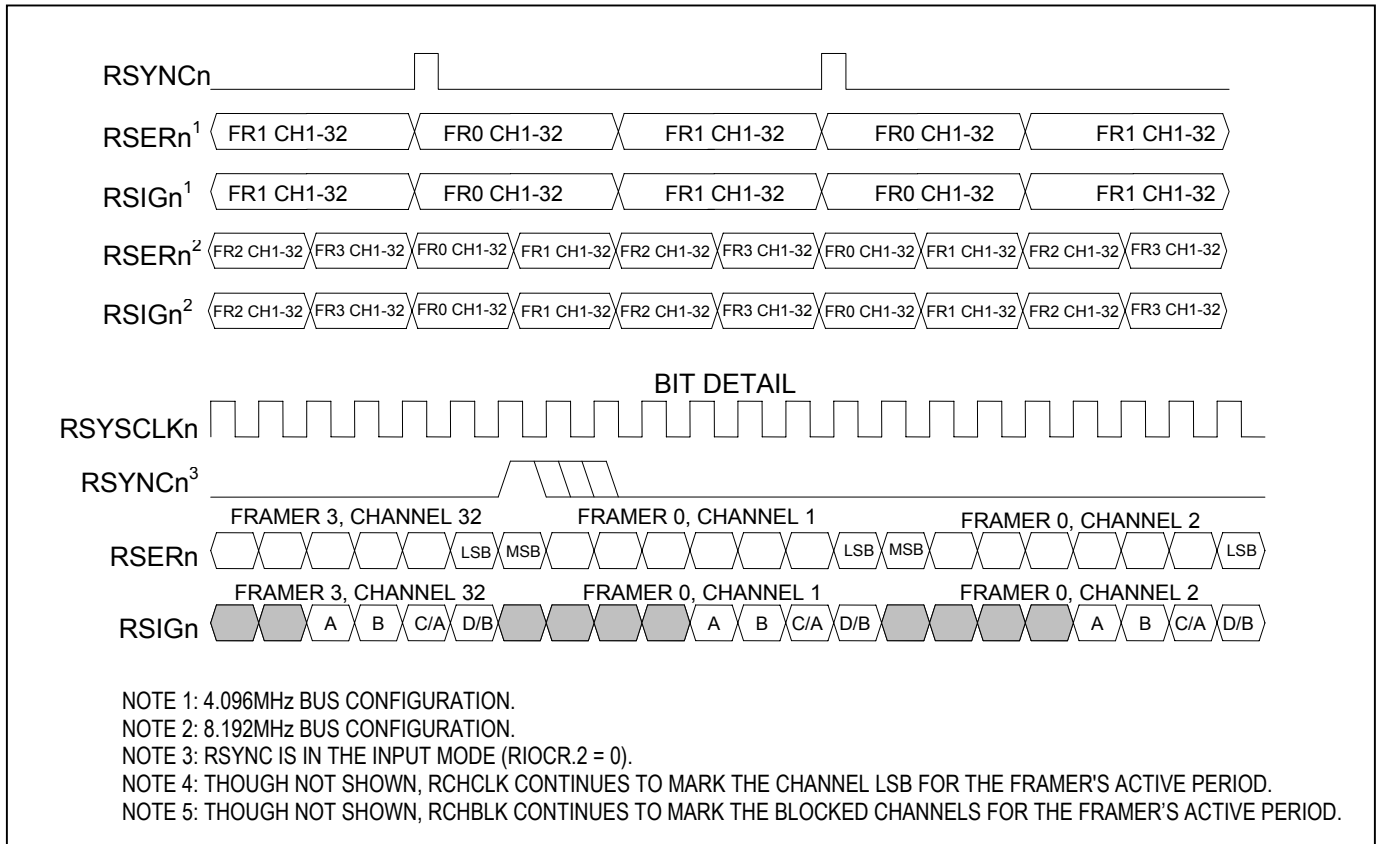 RSYNCn
RSERn1 FR1 CH1-32 FR0 CH1-32 FR1 CH1-32 FR0 CH1-32 FR1 CH1-32
RSIGn1 FR1 CH1-32 FR0 CH1-32 FR1 CH1-32 FR0 CH1-32 FR1 CH1-32
RSERn2 FR2 CH1-32 FR3 CH1-32 FR0 CH1-32 FR1 CH1-32 FR2 CH1-32 FR3 CH1-32 FR0 CH1-32 FR1 CH1-32 FR2 CH1-32 FR3 CH1-32
RSIGn2 FR2 CH1-32 FR3 CH1-32 FR0 CH1-32 FR1 CH1-32 FR2 CH1-32 FR3 CH1-32 FR0 CH1-32 FR1 CH1-32 FR2 CH1-32 FR3 CH1-32
BIT DETAIL
RSYSCLKn
RSYNCn3
FRAMER 3, CHANNEL 32 FRAMER 0, CHANNEL 1 FRAMER 0, CHANNEL 2
RSERn LSB MSB LSB MSB LSB
FRAMER 3, CHANNEL 32 FRAMER 0, CHANNEL 1 FRAMER 0, CHANNEL 2
RSIGn A B C/A D/B A B C/A D/B A B C/A D/B
NOTE 1: 4.096MHz BUS CONFIGURATION.
NOTE 2: 8.192MHz BUS CONFIGURATION.
NOTE 3: RSYNC IS IN THE INPUT MODE (RIOCR.2 = 0).
NOTE 4: THOUGH NOT SHOWN, RCHCLK CONTINUES TO MARK THE CHANNEL LSB FOR THE FRAMER'S ACTIVE PERIOD.
NOTE 5: THOUGH NOT SHOWN, RCHBLK CONTINUES TO MARK THE BLOCKED CHANNELS FOR THE FRAMER’S ACTIVE PERIOD.